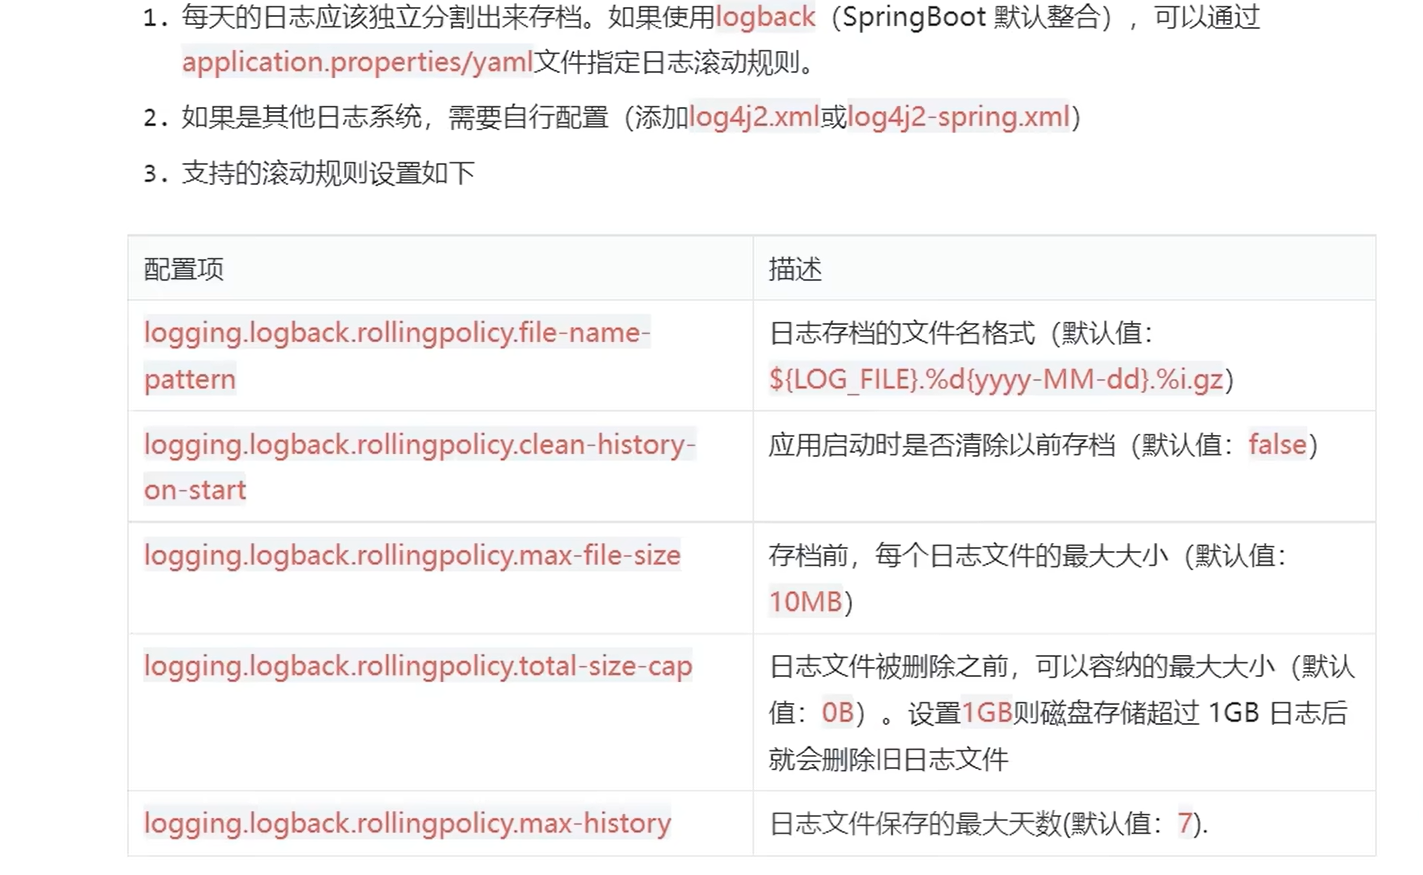 1. 每天的日志应该独立分割出来存档。如果使用logback（SpringBoot 默认整合），可以通过
application.properties/yaml文件指定日志滚动规则。
2. 如果是其他日志系统，需要自行配置（添加log4j2.xml或log4j2-spring.xml）
3. 支持的滚动规则设置如下
配置项 描述
logging.logback.rollingpolicy.file-name-
pattern
日志存档的文件名格式（默认值：
${LOG_FILE}.%d{yyyy-MM-dd}.%i.gz）
logging.logback.rollingpolicy.clean-history-
on-start
应用启动时是否清除以前存档（默认值：false）
logging.logback.rollingpolicy.max-file-size
存档前，每个日志文件的最大大小（默认值：
10MB）
logging.logback.rollingpolicy.total-size-cap
日志文件被删除之前，可以容纳的最大大小（默认
值：0B）。设置1GB则磁盘存储超过 1GB 日志后
就会删除旧日志文件
logging.logback.rollingpolicy.max-history
日志文件保存的最大天数(默认值：7).